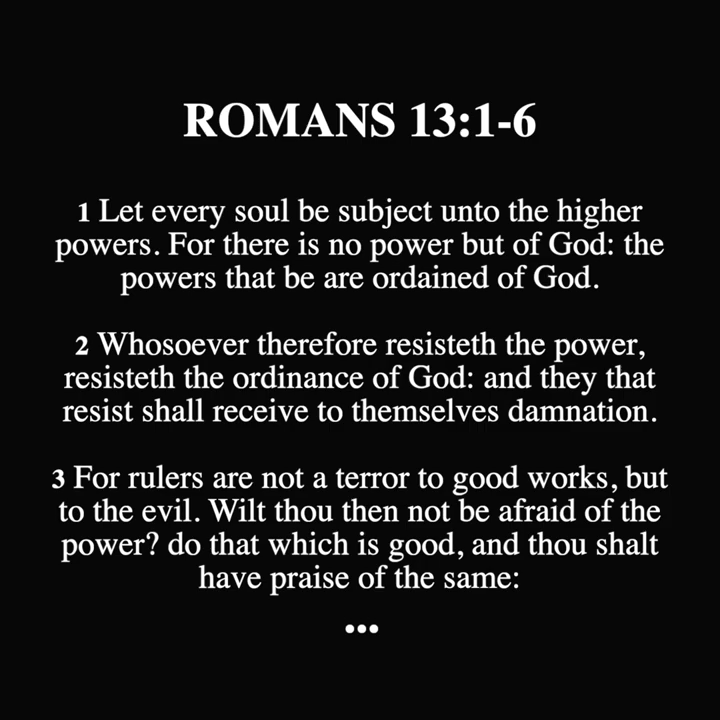 ROMANS 13:1-6
1 Let every soul be subject unto the higher
powers. For there is no power but of God: the
powers that be are ordained of God.
2 Whosoever therefore resisteth the power,
resisteth the ordinance of God: and they that
resist shall receive to themselves damnation.
3 For rulers are not a terror to good works, but
to the evil. Wilt thou then not be afraid of the
power? do that which is good, and thou shalt
have praise of the same:
...